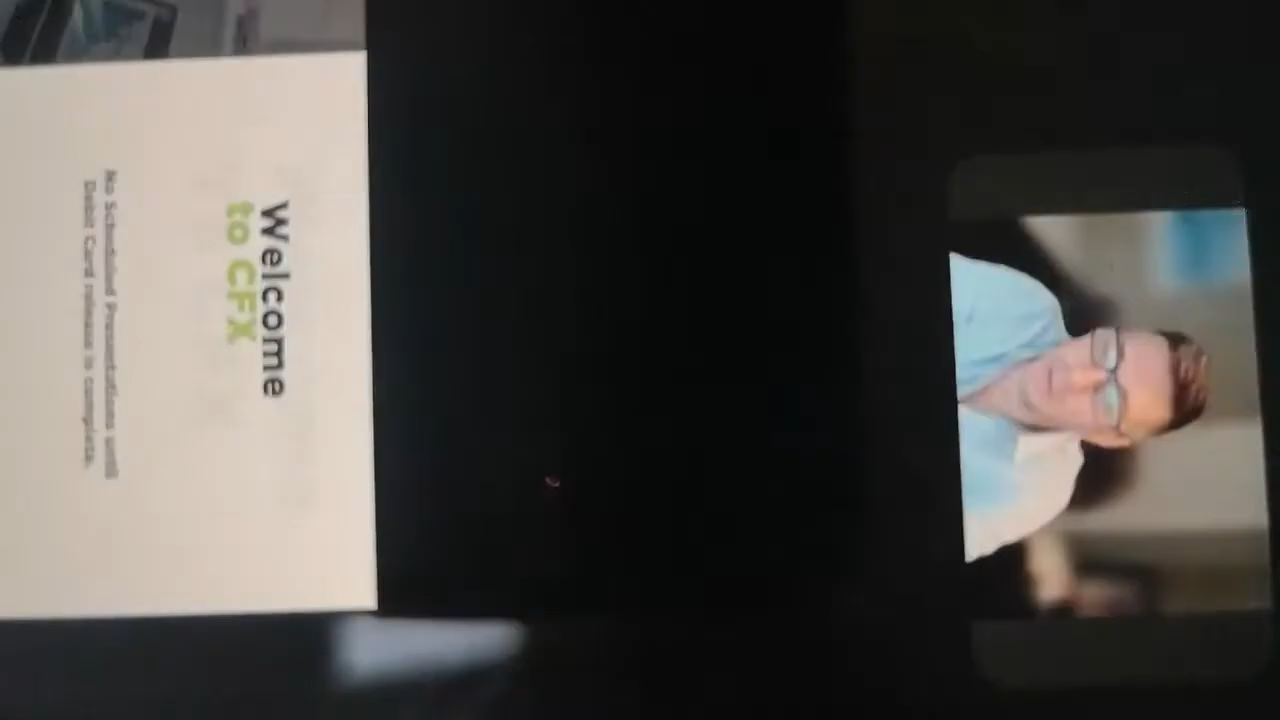 Welcome
to CFX
No Scheduled Presentations until
Debit Card release is complete.